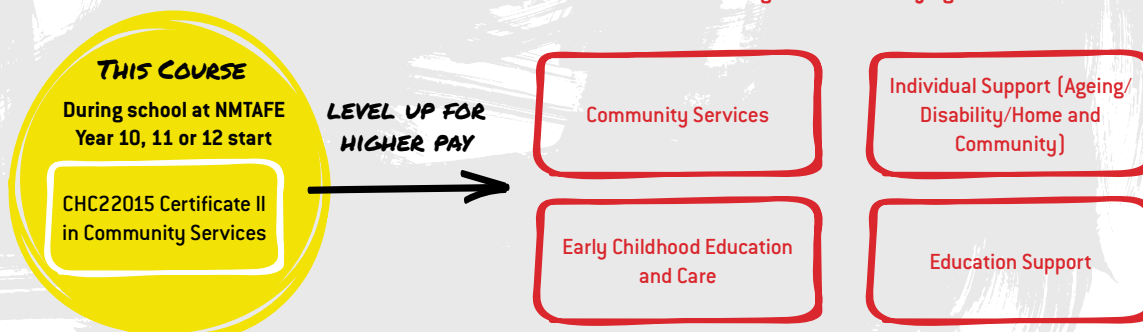 THIS COURSE
During school at NMTAFE
Year 10, 11 or 12 start
CHC22015 Certificate II
in Community Services
LEVEL UP FOR
HIGHER PAY
Community Services
Individual Support (Ageing/
Disability/Home and
Community)
Early Childhood Education
and Care
Education Support